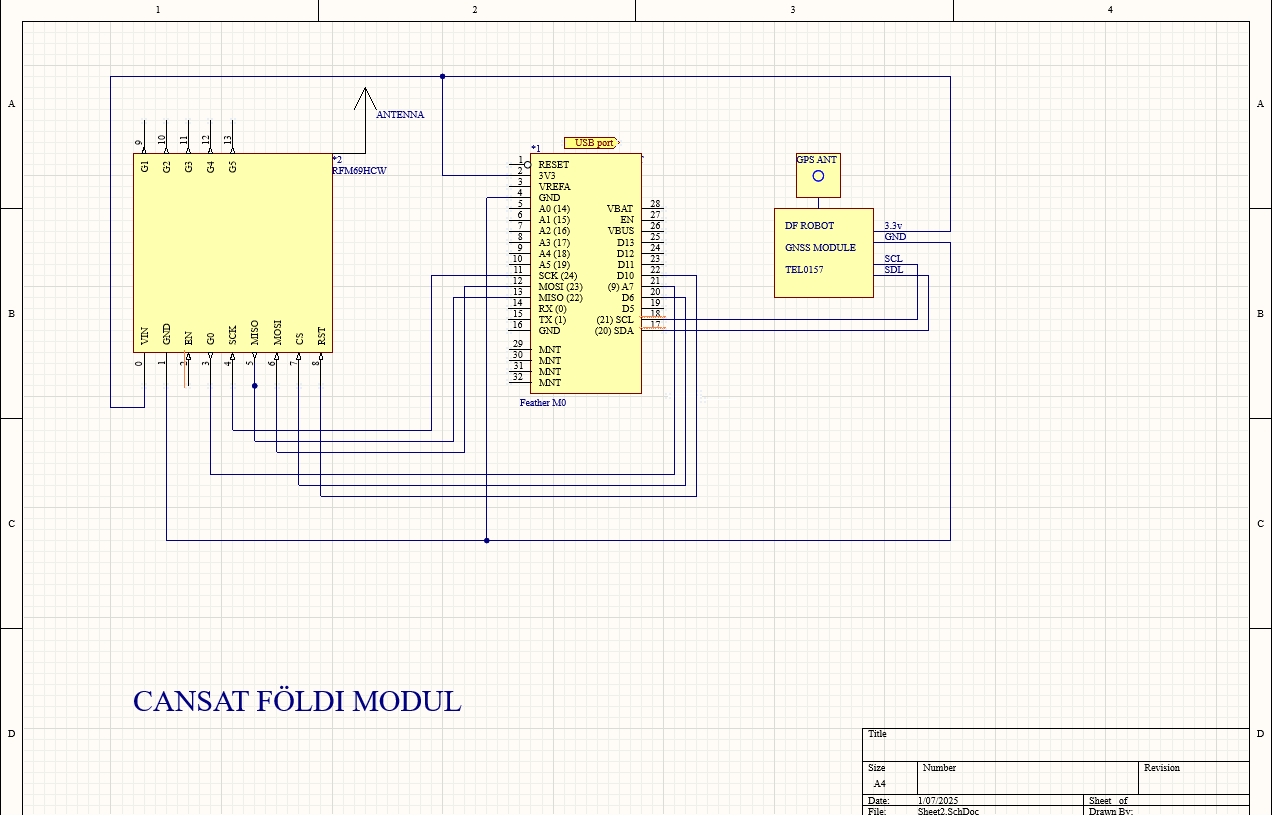 1 2 3 4
A A
ANTENNA
9 10 11 12 13
G1 G2 G3 G4 G5
*2
RFM69HCW
VIN GND EN G0 SCK MISO MOSI CS RST
0 1 2 3 4 5 6 7 8
USB port
*1
1 RESET
2 3V3
3 VREFA
4 GND
5 A0 (14) VBAT 28
6 A1 (15) EN 27
7 A2 (16) VBUS 26
8 A3 (17) D13 25
9 A4 (18) D12 24
10 A5 (19) D11 23
11 SCK (24) D10 22
12 MOSI (23) (9) A7 21
13 MISO (22) D6 20
14 RX (0) D5 19
15 TX (1) (21) SCL 18
16 GND (20) SDA 17
29 MNT
30 MNT
31 MNT
32 MNT
Feather M0
GPS ANT
DF ROBOT
GNSS MODULE
TEL0157
3.3v
GND
SCL
SDL
B B
C C
CANSAT FÖLDI MODUL
D D
Title
Size Number Revision
A4
Date: 1/07/2025 Sheet of
File: Sheet2.SchDoc Drawn By: